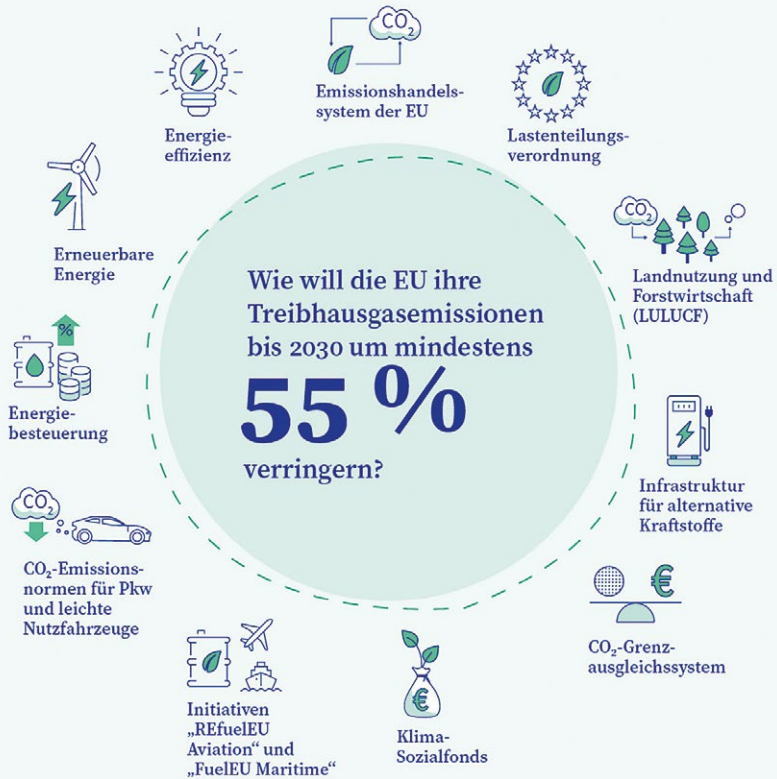 CO₂
Emissionshandels-
system der EU
Lastenteilungs-
verordnung
CO₂
Landnutzung und
Forstwirtschaft
(LULUCF)
Infrastruktur
für alternative
Kraftstoffe
€
CO₂-Grenz-
ausgleichssystem
€
Klima-
Sozialfonds
Initiativen
„REfuelEU
Aviation“ und
„FuelEU Maritime“
CO₂
CO₂-Emissions-
normen für Pkw
und leichte
Nutzfahrzeuge
%
Energie-
besteuerung
Erneuerbare
Energie
Energie-
effizienz
Wie will die EU ihre
Treibhausgasemissionen
bis 2030 um mindestens
55 %
verringern?